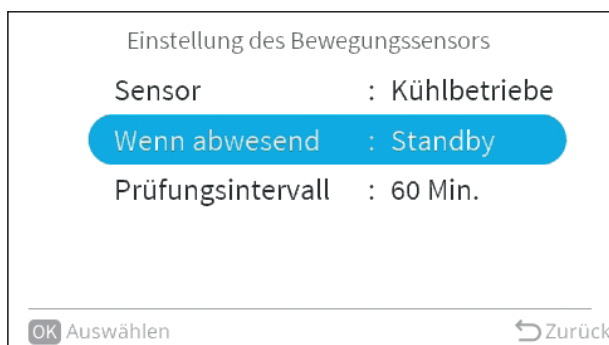 Einstellung des Bewegungssensors
Sensor : Kühlbetriebe
Wenn abwesend : Standby
Prüfungsintervall : 60 Min.
OK Auswählen Zurück